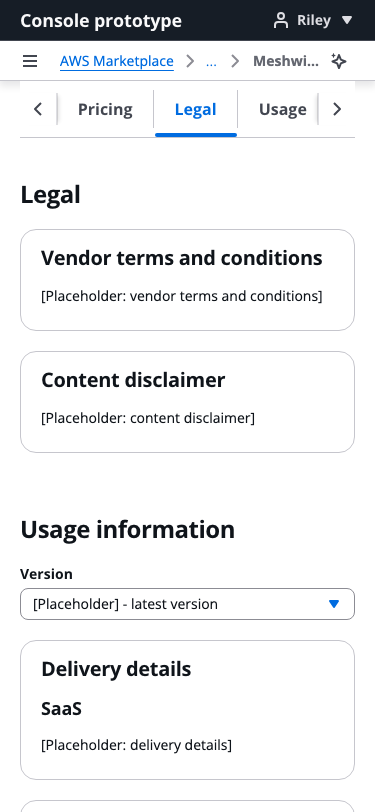 Console prototype
Riley
AWS Marketplace
...
Meshwi...
Pricing
Legal
Usage
Legal
Vendor terms and conditions
[Placeholder: vendor terms and conditions]
Content disclaimer
[Placeholder: content disclaimer]
Usage information
Version
[Placeholder] - latest version
Delivery details
SaaS
[Placeholder: delivery details]